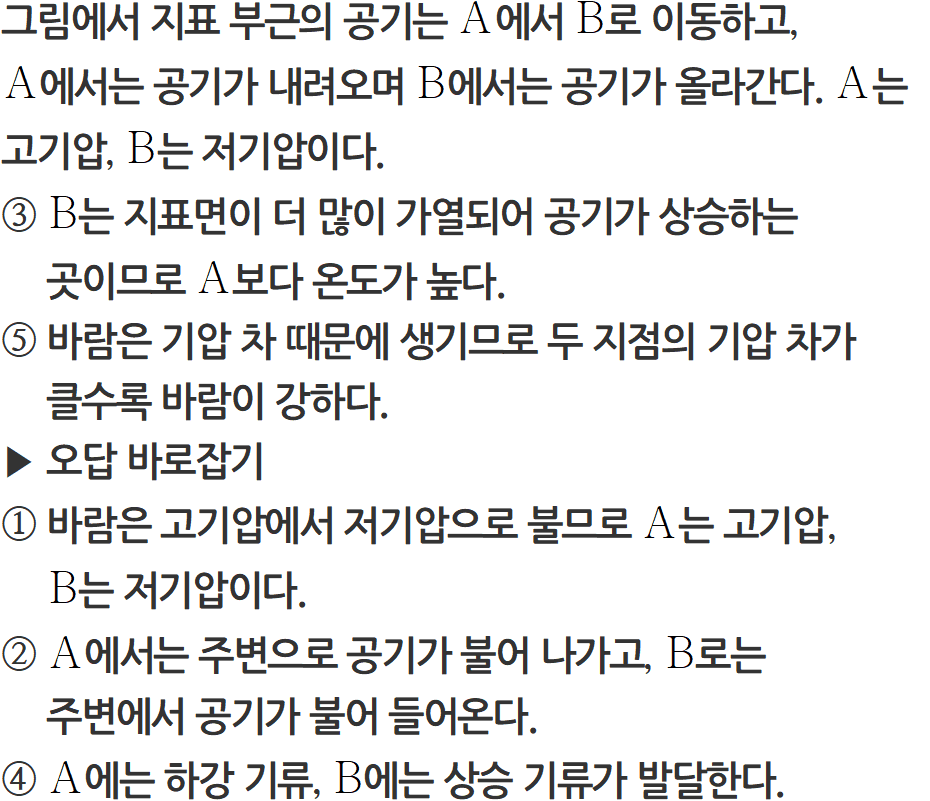 그림에서 지표 부근의 공기는 A에서 B로 이동하고,
A에서는 공기가 내려오며 B에서는 공기가 올라간다. A는
고기압, B는 저기압이다.
③ B는 지표면이 더 많이 가열되어 공기가 상승하는
곳이므로 A보다 온도가 높다.
⑤ 바람은 기압 차 때문에 생기므로 두 지점의 기압 차가
클수록 바람이 강하다.
▶ 오답 바로잡기
① 바람은 고기압에서 저기압으로 불므로 A는 고기압,
B는 저기압이다.
② A에서는 주변으로 공기가 불어 나가고, B로는
주변에서 공기가 불어 들어온다.
④ A에는 하강 기류, B에는 상승 기류가 발달한다.